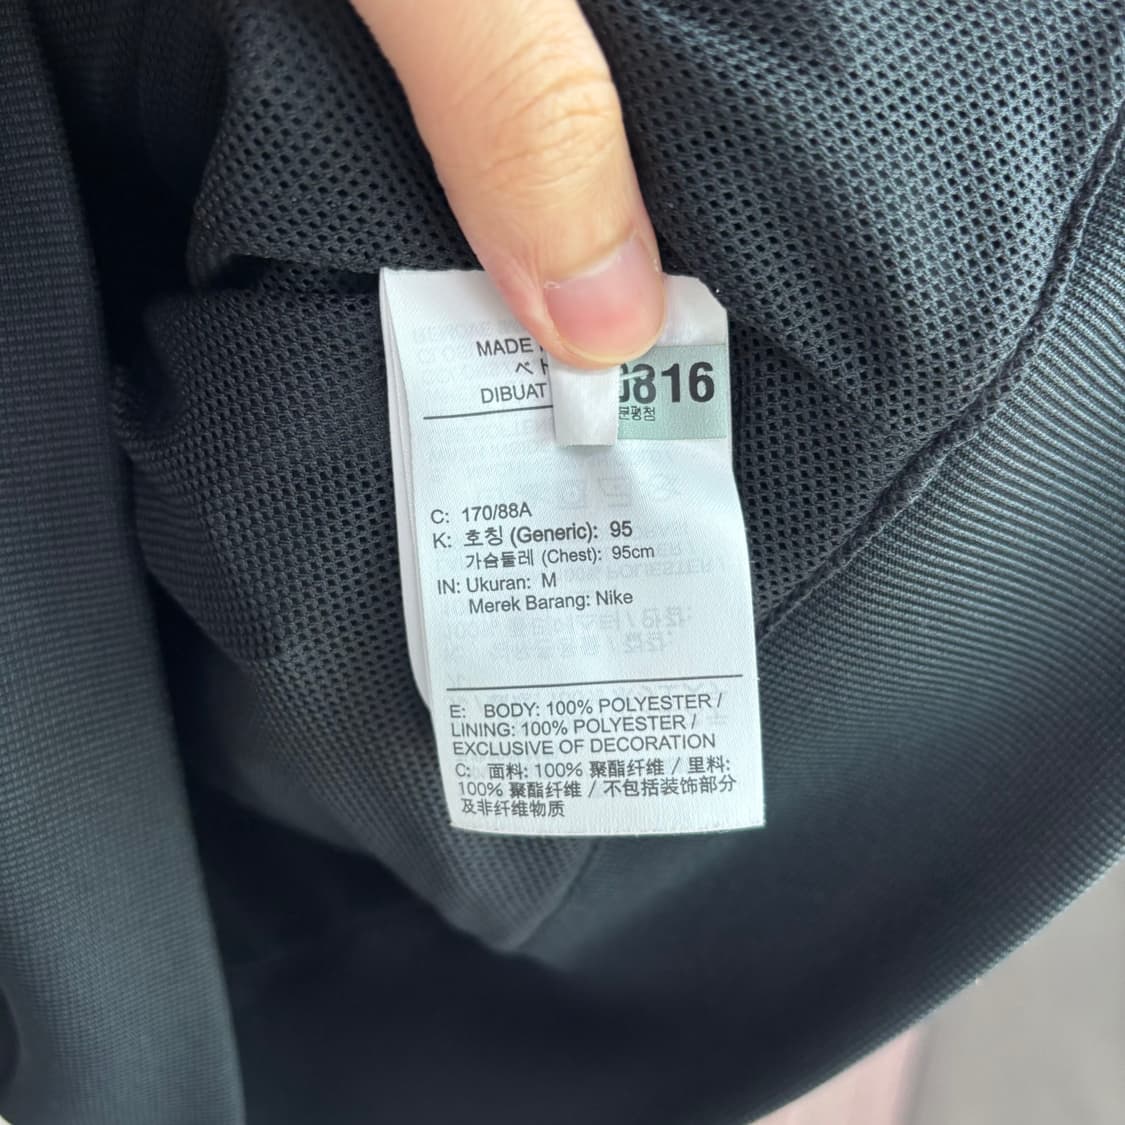 MADE
ベト
DIBUAT
0816
E: 
C: 170/88A
K: 호칭 (Generic): 95
가슴둘레 (Chest): 95cm
IN: Ukuran: M
Merek Barang: Nike
E: BODY: 100% POLYESTER /
LINING: 100% POLYESTER /
EXCLUSIVE OF DECORATION
C: 面料: 100% 聚酯纤维 / 里料:
100% 聚酯纤维 / 不包括装饰部分
及非纤维物质